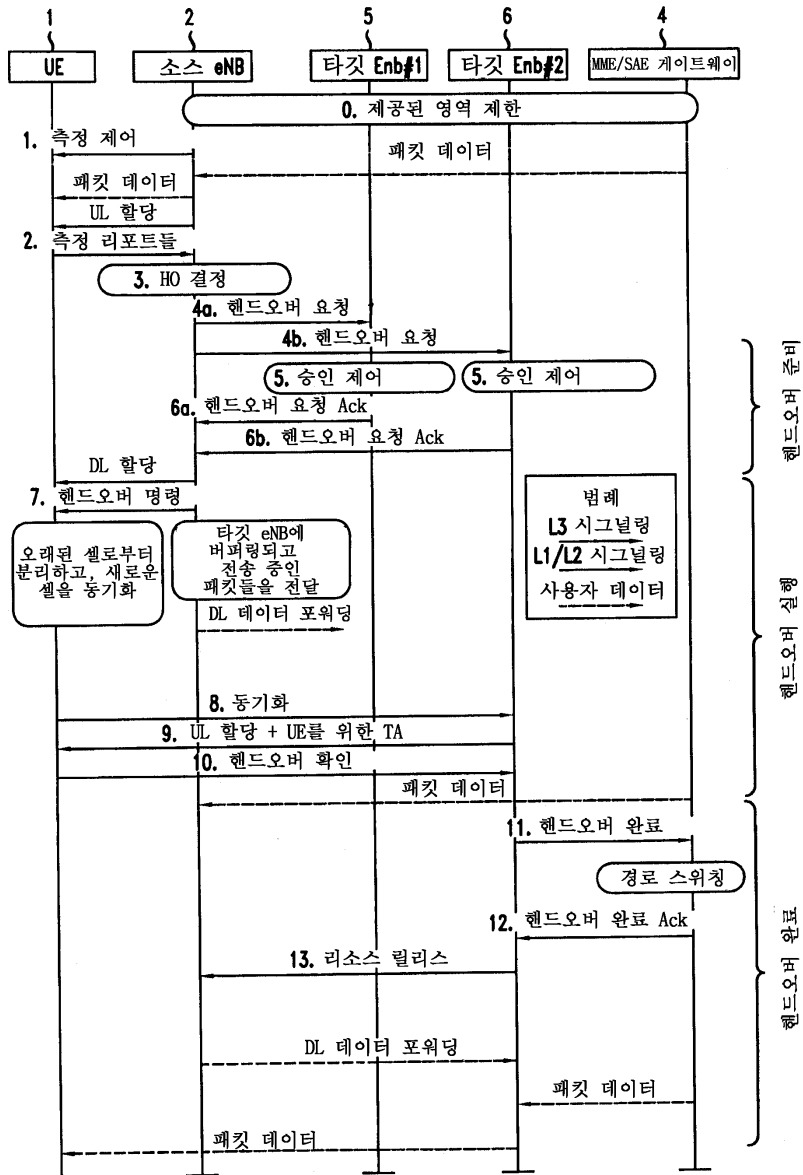 1
2
5
6
4
UE
소스 eNB
타깃 Enb#1
타깃 Enb#2
MME/SAE 게이트웨이
0. 제공된 영역 제한
1. 측정 제어
패킷 데이터
패킷 데이터
UL 할당
2. 측정 리포트들
3. HO 결정
4a. 핸드오버 요청
4b. 핸드오버 요청
5. 승인 제어
5. 승인 제어
6a. 핸드오버 요청 Ack
6b. 핸드오버 요청 Ack
핸드오버 준비
DL 할당
7. 핸드오버 명령
오래된 셀로부터
분리하고, 새로운
셀을 동기화
타깃 eNB에
버퍼링되고
전송 중인
패킷들을 전달
DL 데이터 포워딩
범례
L3 시그널링
L1/L2 시그널링
사용자 데이터
핸드오버 실행
8. 동기화
9. UL 할당 + UE를 위한 TA
10. 핸드오버 확인
패킷 데이터
11. 핸드오버 완료
경로 스위칭
12. 핸드오버 완료 Ack
13. 리소스 릴리스
핸드오버 완료
DL 데이터 포워딩
패킷 데이터
패킷 데이터